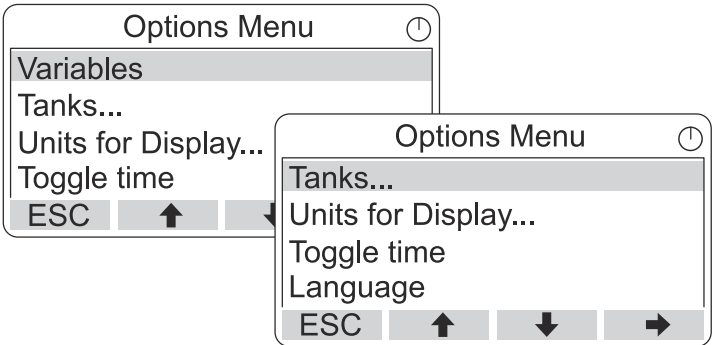 Options Menu
Variables
Tanks...
Units for Display...
Toggle time
ESC
Options Menu
Tanks...
Units for Display...
Toggle time
Language
ESC